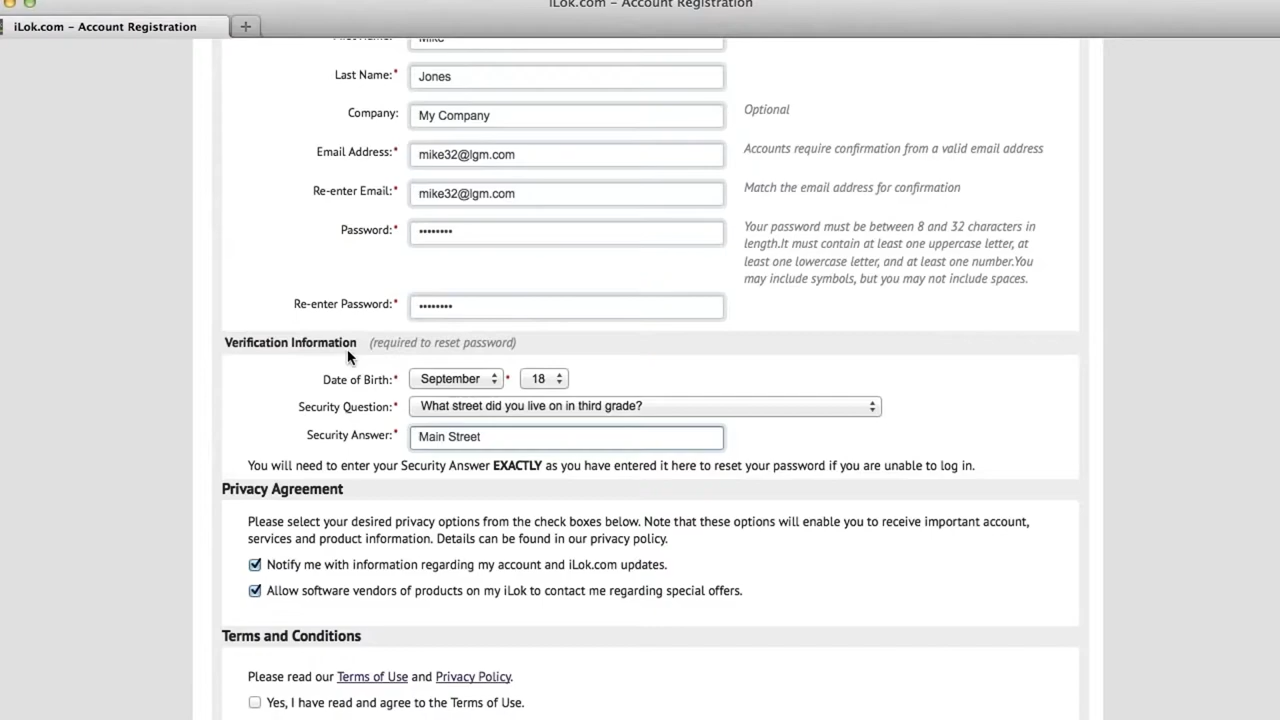 iLok.com – Account Registration
iLok.com – Account Registration
Mike
Last Name:* Jones
Company: My Company Optional
Email Address:* mike32@lgm.com Accounts require confirmation from a valid email address
Re-enter Email:* mike32@lgm.com Match the email address for confirmation
Password:* •••••••• Your password must be between 8 and 32 characters in
length.It must contain at least one uppercase letter, at
least one lowercase letter, and at least one number.You
may include symbols, but you may not include spaces.
Re-enter Password:* ••••••••
Verification Information (required to reset password)
Date of Birth:* September * 18
Security Question:* What street did you live on in third grade?
Security Answer:* Main Street
You will need to enter your Security Answer EXACTLY as you have entered it here to reset your password if you are unable to log in.
Privacy Agreement
Please select your desired privacy options from the check boxes below. Note that these options will enable you to receive important account,
services and product information. Details can be found in our privacy policy.
Notify me with information regarding my account and iLok.com updates.
Allow software vendors of products on my iLok to contact me regarding special offers.
Terms and Conditions
Please read our Terms of Use and Privacy Policy.
Yes, I have read and agree to the Terms of Use.